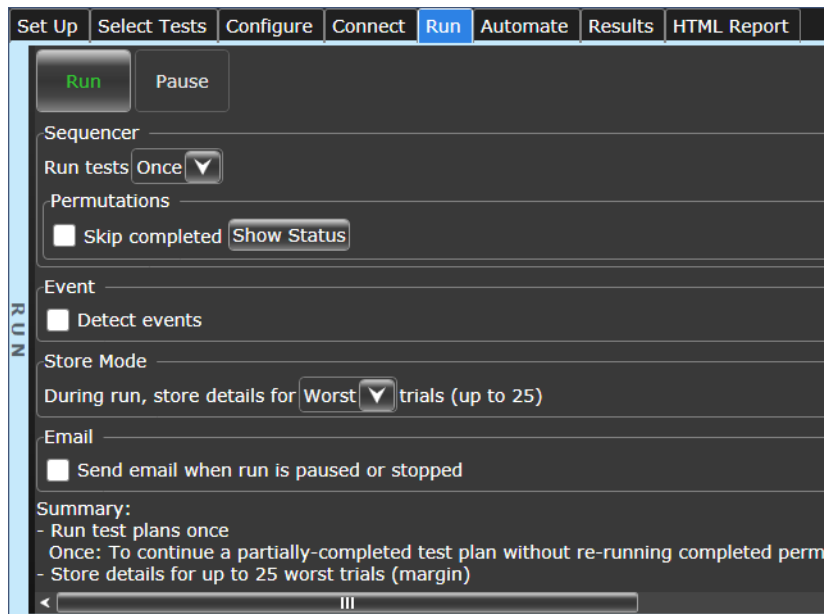 Set Up Select Tests Configure Connect Run Automate Results HTML Report
Run Pause
Sequencer
Run tests Once
Permutations
Skip completed Show Status
Event
Detect events
RUN
Store Mode
During run, store details for Worst trials (up to 25)
Email
Send email when run is paused or stopped
Summary:
- Run test plans once
Once: To continue a partially-completed test plan without re-running completed perm
- Store details for up to 25 worst trials (margin)